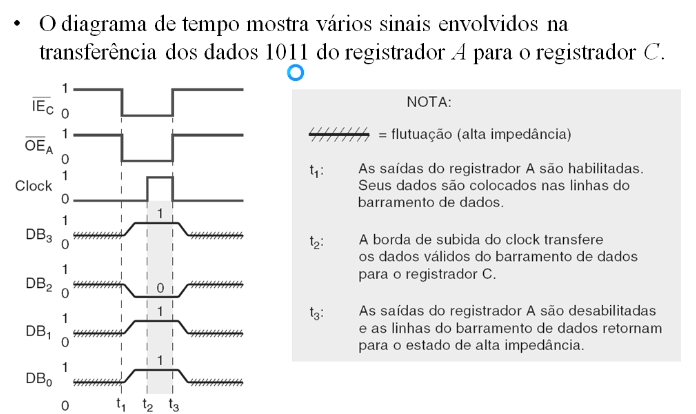 • O diagrama de tempo mostra vários sinais envolvidos na
transferência dos dados 1011 do registrador A para o registrador C.
IE_C 1 0
OE_A 1 0
Clock 1 0
DB₃ 1 0 1
DB₂ 1 0 0
DB₁ 1 0 1
DB₀ 1 0 1
t₁ t₂ t₃
NOTA:
= flutuação (alta impedância)
t₁: As saídas do registrador A são habilitadas.
Seus dados são colocados nas linhas do
barramento de dados.
t₂: A borda de subida do clock transfere
os dados válidos do barramento de dados
para o registrador C.
t₃: As saídas do registrador A são desabilitadas
e as linhas do barramento de dados retornam
para o estado de alta impedância.